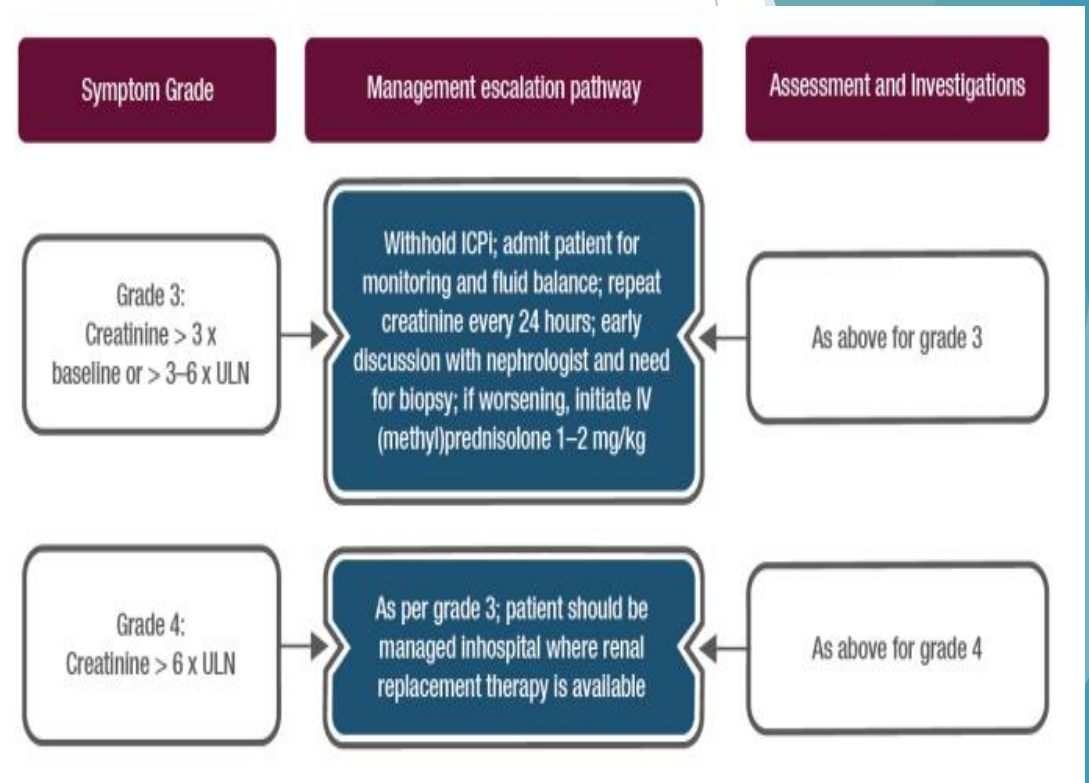 Symptom Grade
Management escalation pathway
Assessment and Investigations
Grade 3:
Creatinine > 3 x
baseline or > 3–6 x ULN
Withhold ICPi; admit patient for
monitoring and fluid balance; repeat
creatinine every 24 hours; early
discussion with nephrologist and need
for biopsy; if worsening, initiate IV
(methyl)prednisolone 1–2 mg/kg
As above for grade 3
Grade 4:
Creatinine > 6 x ULN
As per grade 3; patient should be
managed inhospital where renal
replacement therapy is available
As above for grade 4